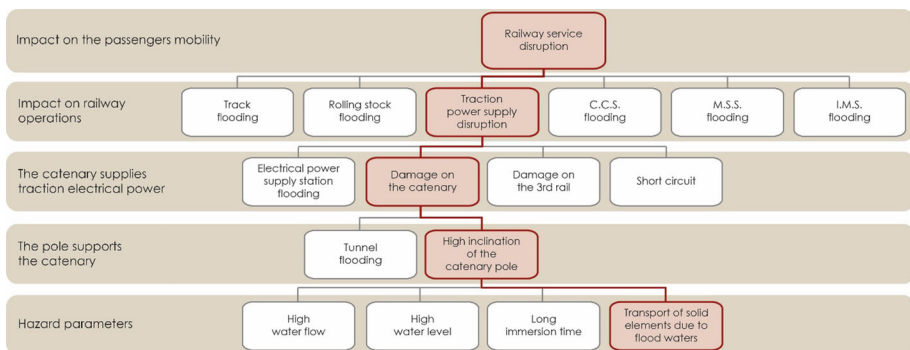 Impact on the passengers mobility
Railway service
disruption
Impact on railway
operations
Track
flooding
Rolling stock
flooding
Traction
power supply
disruption
C.C.S.
flooding
M.S.S.
flooding
I.M.S.
flooding
The catenary supplies
traction electrical power
Electrical power
supply station
flooding
Damage on
the catenary
Damage on
the 3rd rail
Short circuit
The pole supports
the catenary
Tunnel
flooding
High inclination
of the
catenary pole
Hazard parameters
High
water flow
High
water level
Long
immersion time
Transport of solid
elements due to
flood waters